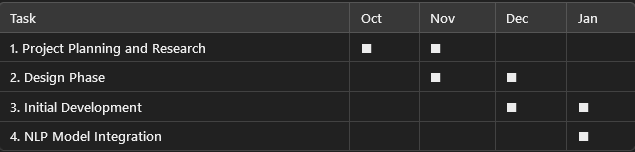 Task Oct Nov Dec Jan
1. Project Planning and Research ■ ■
2. Design Phase ■ ■
3. Initial Development ■ ■
4. NLP Model Integration ■